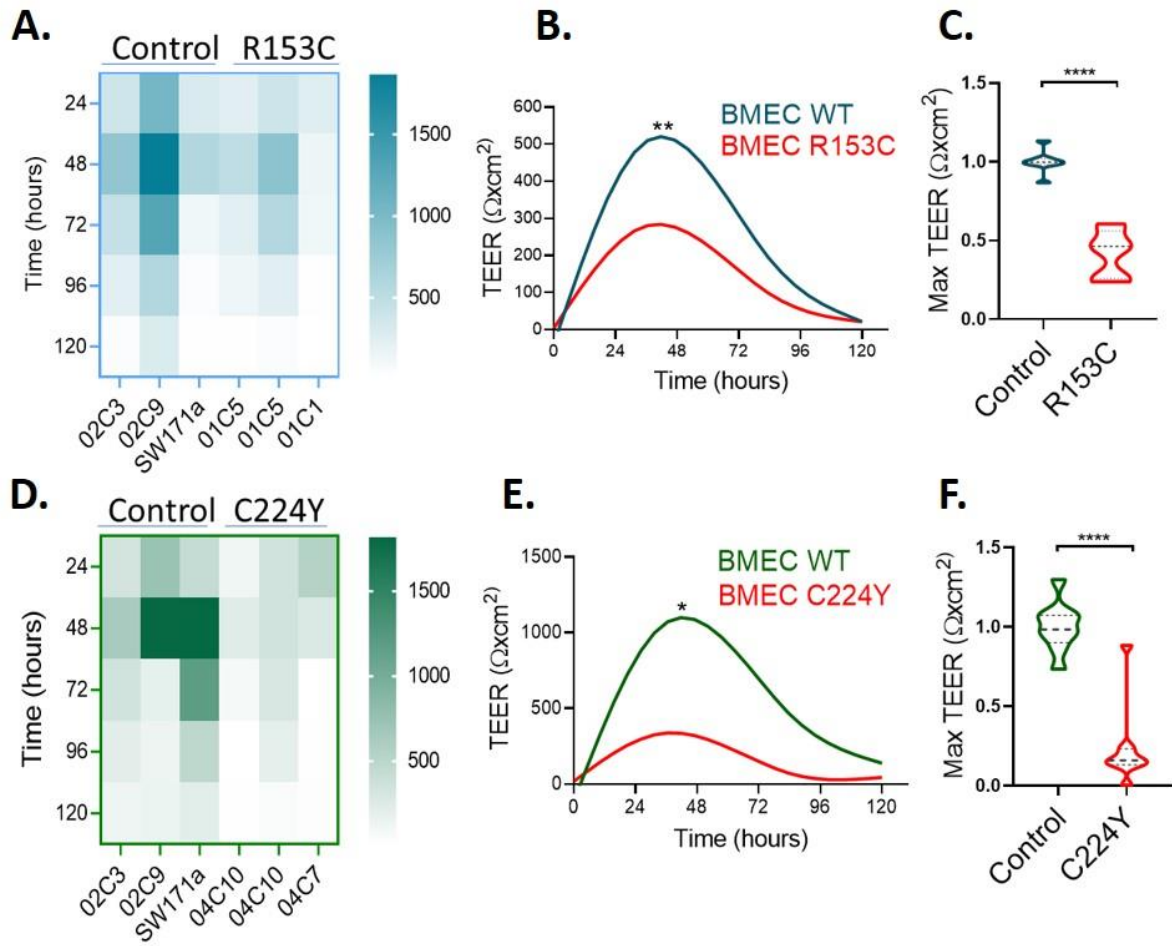 A.
Control R153C
Time (hours)
24
48
72
96
120
02C3
02C9
SW171a
01C5
01C5
01C1
1500
1000
500
B.
BMEC WT
BMEC R153C
**
TEER (Ωxcm²)
600
500
400
300
200
100
0
0 24 48 72 96 120
Time (hours)
C.
****
Max TEER (Ωxcm²)
1.5
1.0
0.5
0.0
Control
R153C
D.
Control C224Y
Time (hours)
24
48
72
96
120
02C3
02C9
SW171a
04C10
04C10
04C7
1500
1000
500
E.
BMEC WT
BMEC C224Y
*
TEER (Ωxcm²)
1500
1000
500
0
0 24 48 72 96 120
Time (hours)
F.
****
Max TEER (Ωxcm²)
1.5
1.0
0.5
0.0
Control
C224Y